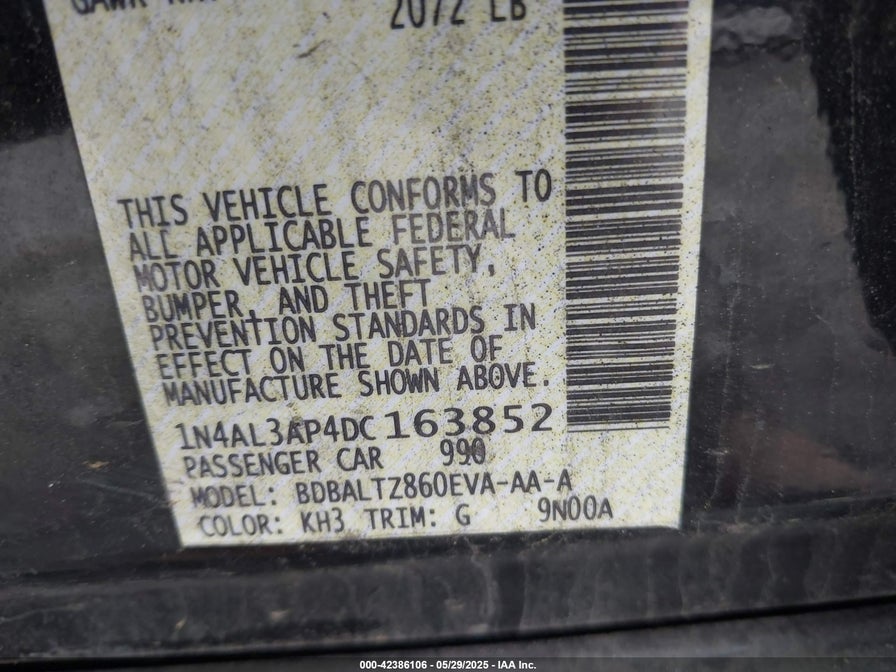 2072 LB
THIS VEHICLE CONFORMS TO
ALL APPLICABLE FEDERAL
MOTOR VEHICLE SAFETY,
BUMPER, AND THEFT
PREVENTION STANDARDS IN
EFFECT ON THE DATE OF
MANUFACTURE SHOWN ABOVE.
1N4AL3AP4DC163852
PASSENGER CAR 990
MODEL: BDBALTZ860EVA-AA-A
COLOR: KH3 TRIM: G 9N00A
000-42386106 - 05/29/2025 - IAA Inc.